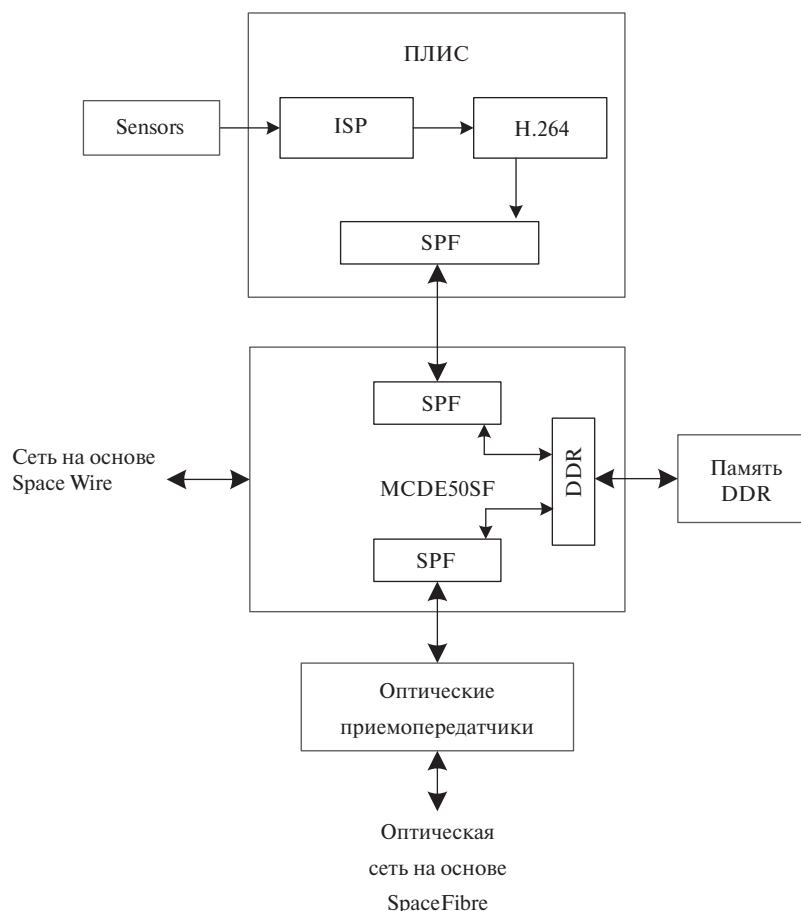 ПЛИС
Sensors
ISP
H.264
SPF
SPF
Сеть на основе
Space Wire
MCDE50SF
DDR
Память
DDR
SPF
Оптические
приемопередатчики
Оптическая
сеть на основе
SpaceFibre